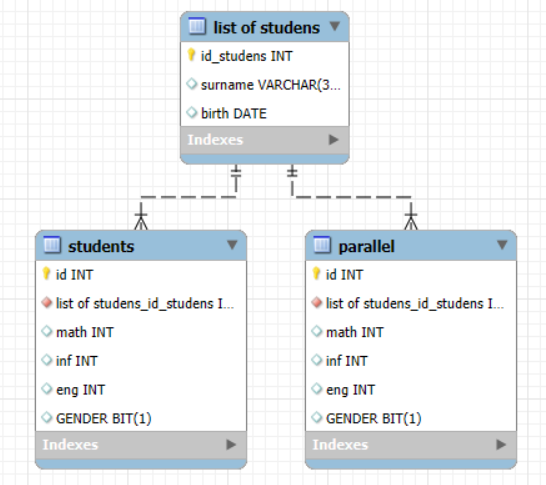 list of studens
id_studens INT
surname VARCHAR(3...
birth DATE
Indexes
students
id INT
list of studens_id_studens I...
math INT
inf INT
eng INT
GENDER BIT(1)
Indexes
parallel
id INT
list of studens_id_studens I...
math INT
inf INT
eng INT
GENDER BIT(1)
Indexes